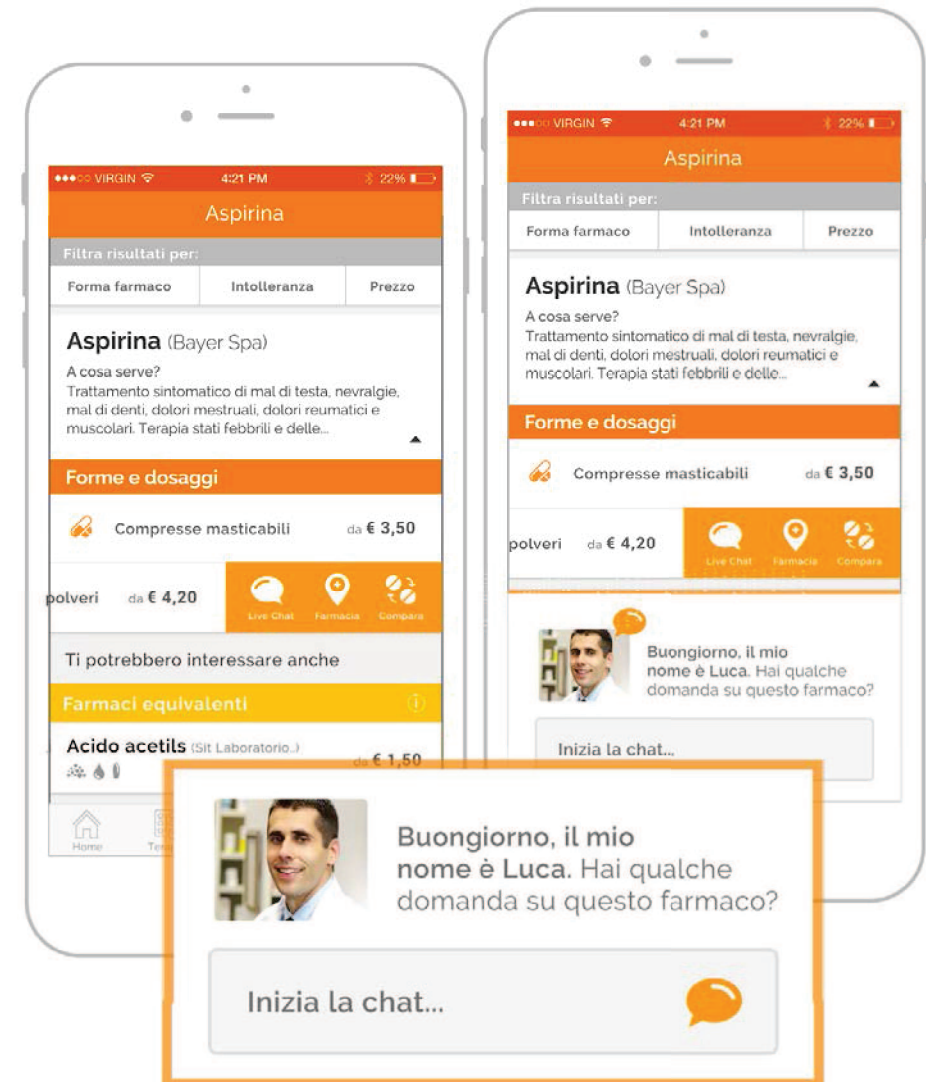 VIRGIN 4:21 PM 22%
Aspirina
Filtra risultati per:
Forma farmaco Intolleranza Prezzo
Aspirina (Bayer Spa)
A cosa serve?
Trattamento sintomatico di mal di testa, nevralgie,
mal di denti, dolori mestruali, dolori reumatici e
muscolari. Terapia stati febbrili e delle...
Forme e dosaggi
Compresse masticabili da € 3,50
polveri da € 4,20 Live Chat Farmacia Compara
Ti potrebbero interessare anche
Farmaci equivalenti
Acido acetils (Sit Laboratorio..)
da € 1,50
Home
VIRGIN 4:21 PM 22%
Aspirina
Filtra risultati per:
Forma farmaco Intolleranza Prezzo
Aspirina (Bayer Spa)
A cosa serve?
Trattamento sintomatico di mal di testa, nevralgie,
mal di denti, dolori mestruali, dolori reumatici e
muscolari. Terapia stati febbrili e delle...
Forme e dosaggi
Compresse masticabili da € 3,50
polveri da € 4,20 Live Chat Farmacia Compara
Buongiorno, il mio
nome è Luca. Hai qualche
domanda su questo farmaco?
Inizia la chat...
Buongiorno, il mio
nome è Luca. Hai qualche
domanda su questo farmaco?
Inizia la chat...